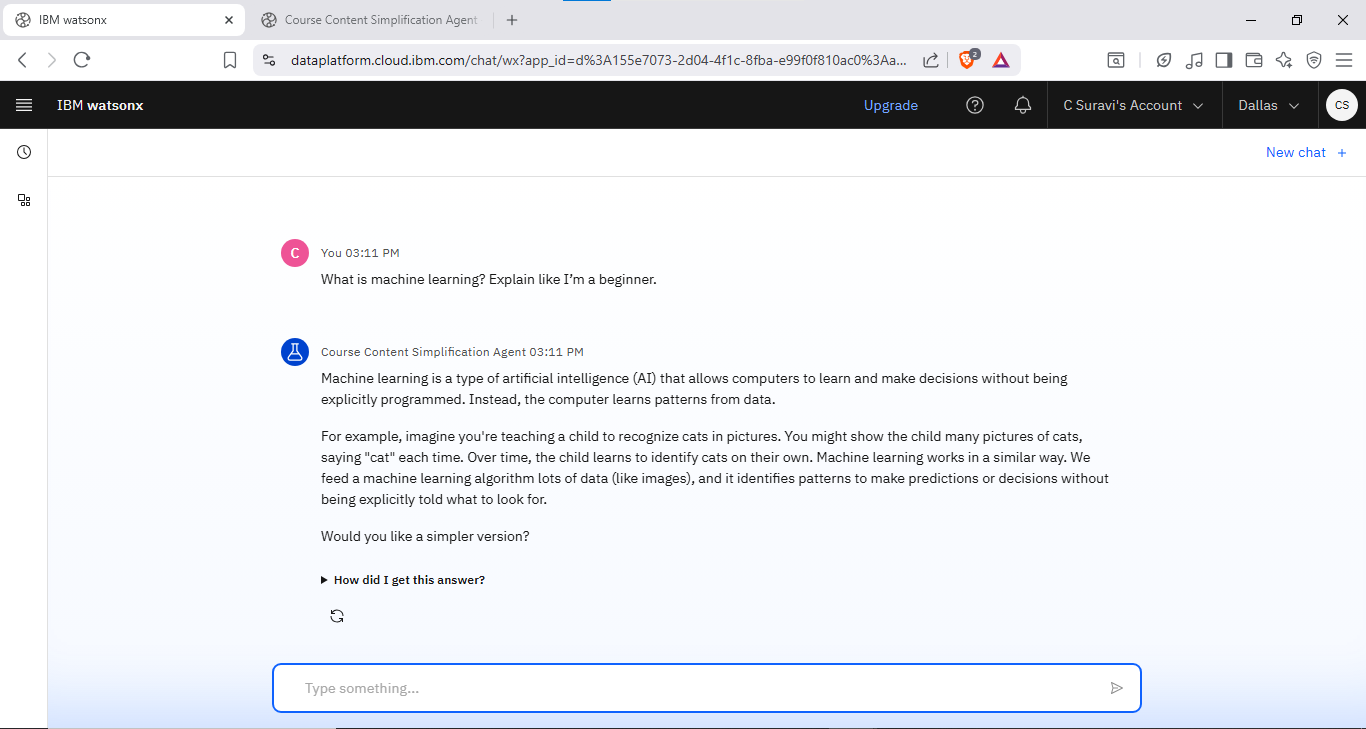 IBM watsonx
Course Content Simplification Agent
dataplatform.cloud.ibm.com/chat/wx?app_id=d%3A155e7073-2d04-4f1c-8fba-e99f0f810ac0%3Aa...
2
IBM watsonx
Upgrade
C Suravi's Account
Dallas
CS
New chat +
C
You 03:11 PM
What is machine learning? Explain like I’m a beginner.
Course Content Simplification Agent 03:11 PM
Machine learning is a type of artificial intelligence (AI) that allows computers to learn and make decisions without being
explicitly programmed. Instead, the computer learns patterns from data.
For example, imagine you're teaching a child to recognize cats in pictures. You might show the child many pictures of cats,
saying "cat" each time. Over time, the child learns to identify cats on their own. Machine learning works in a similar way. We
feed a machine learning algorithm lots of data (like images), and it identifies patterns to make predictions or decisions without
being explicitly told what to look for.
Would you like a simpler version?
How did I get this answer?
Type something...